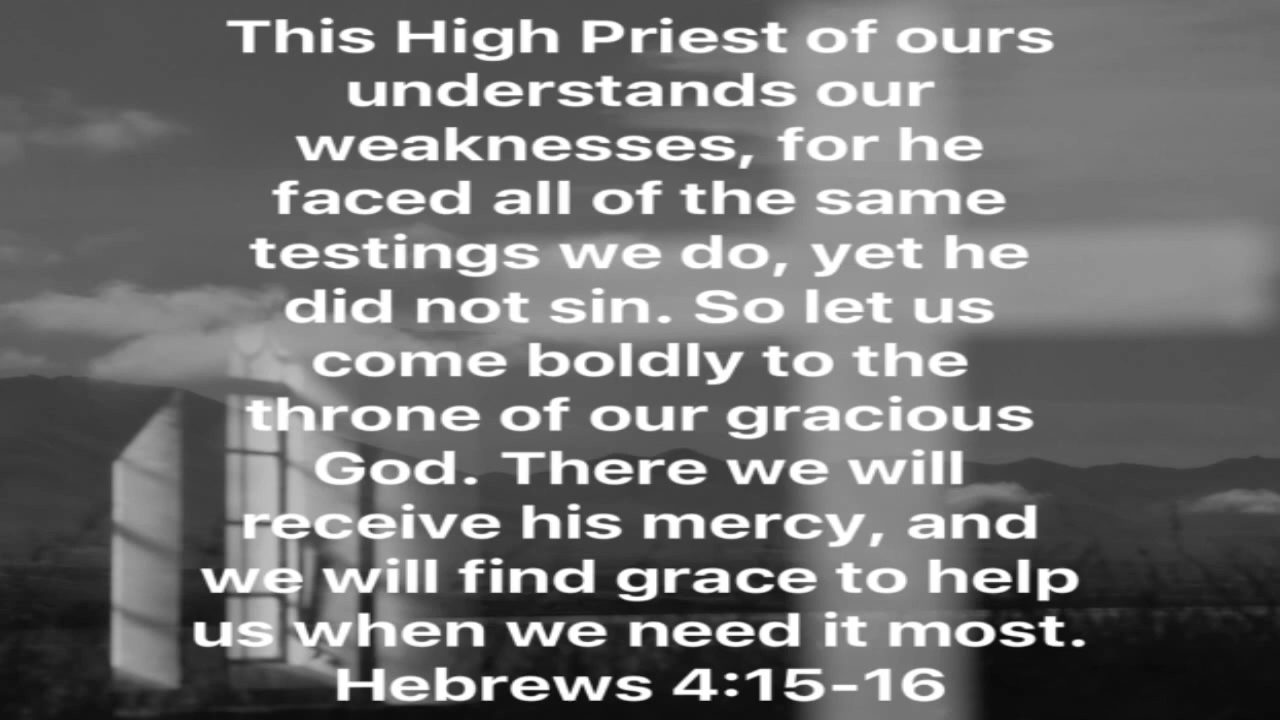 This High Priest of ours
understands our
weaknesses, for he
faced all of the same
testings we do, yet he
did not sin. So let us
come boldly to the
throne of our gracious
God. There we will
receive his mercy, and
we will find grace to help
us when we need it most.
Hebrews 4:15-16